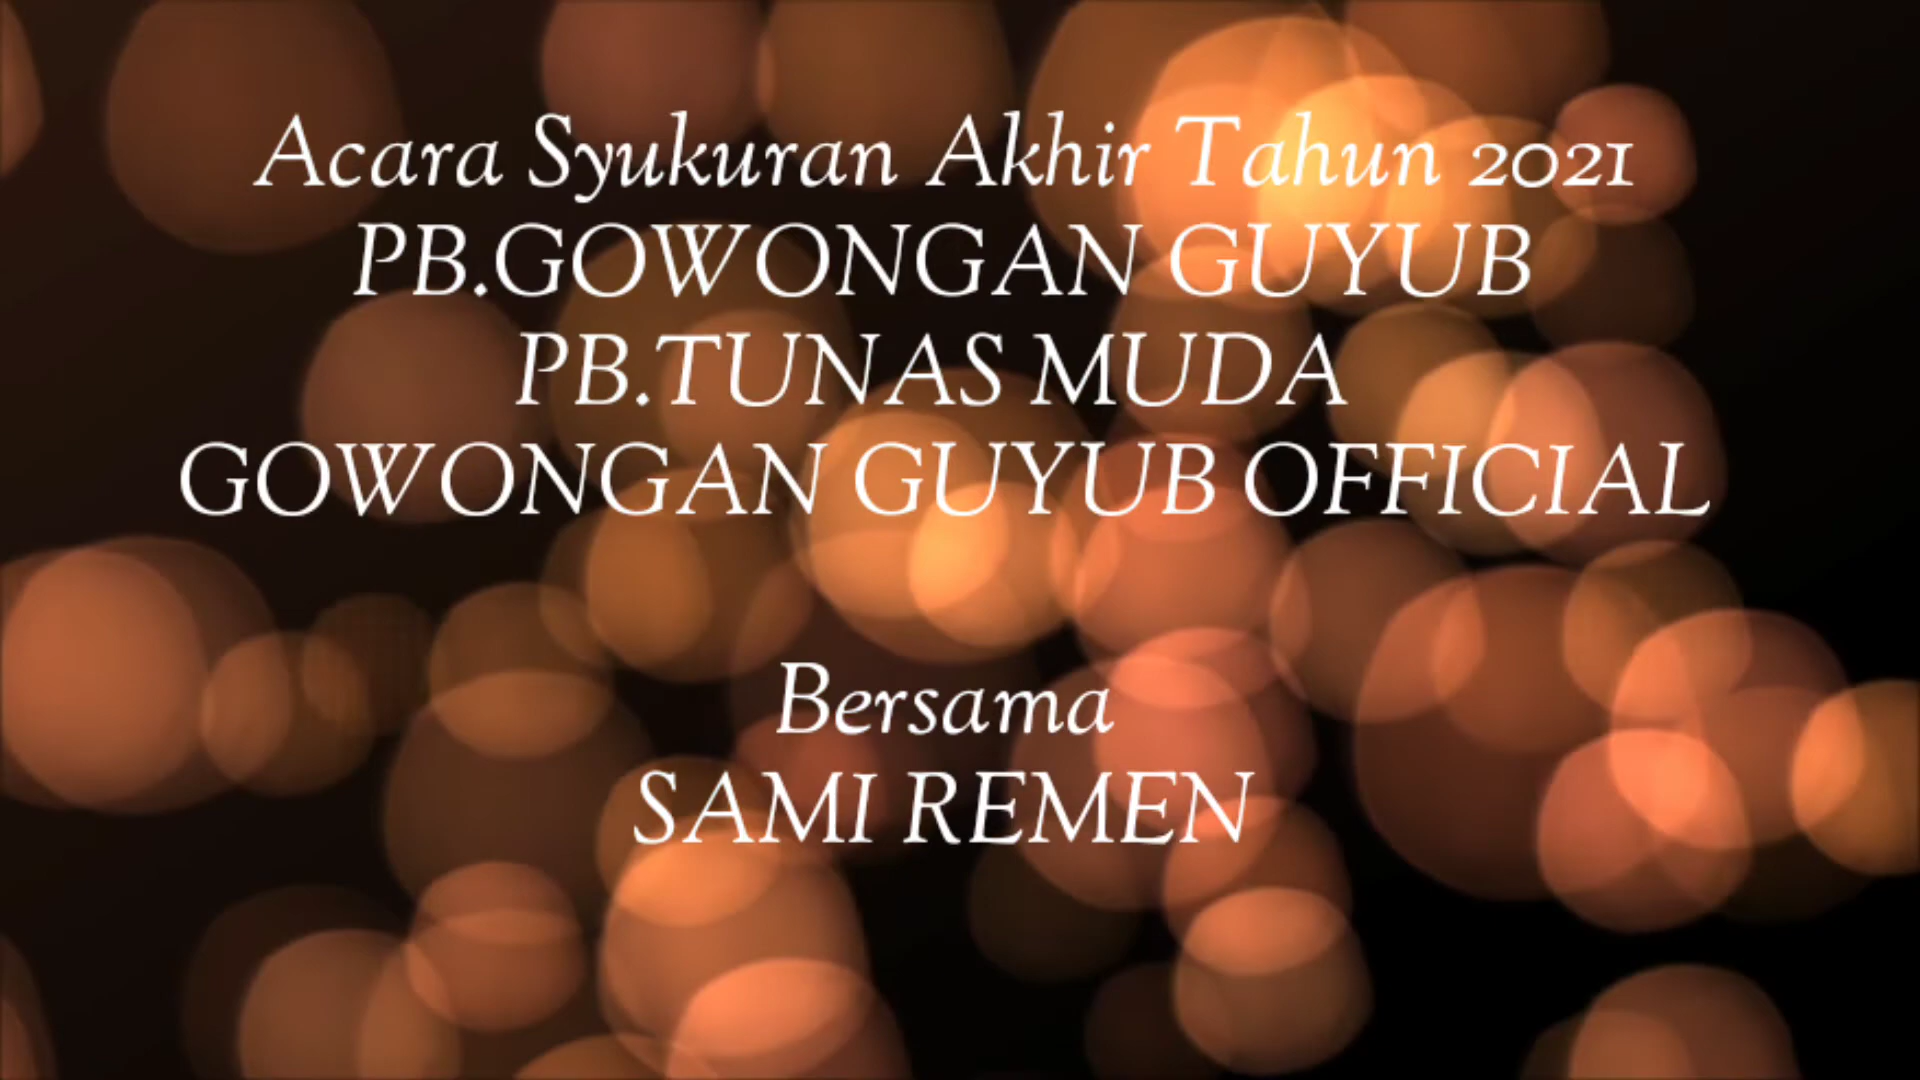 Acara Syukuran Akhir Tahun 2021
PB.GOWONGAN GUYUB
PB.TUNAS MUDA
GOWONGAN GUYUB OFFICIAL
Bersama
SAMI REMEN